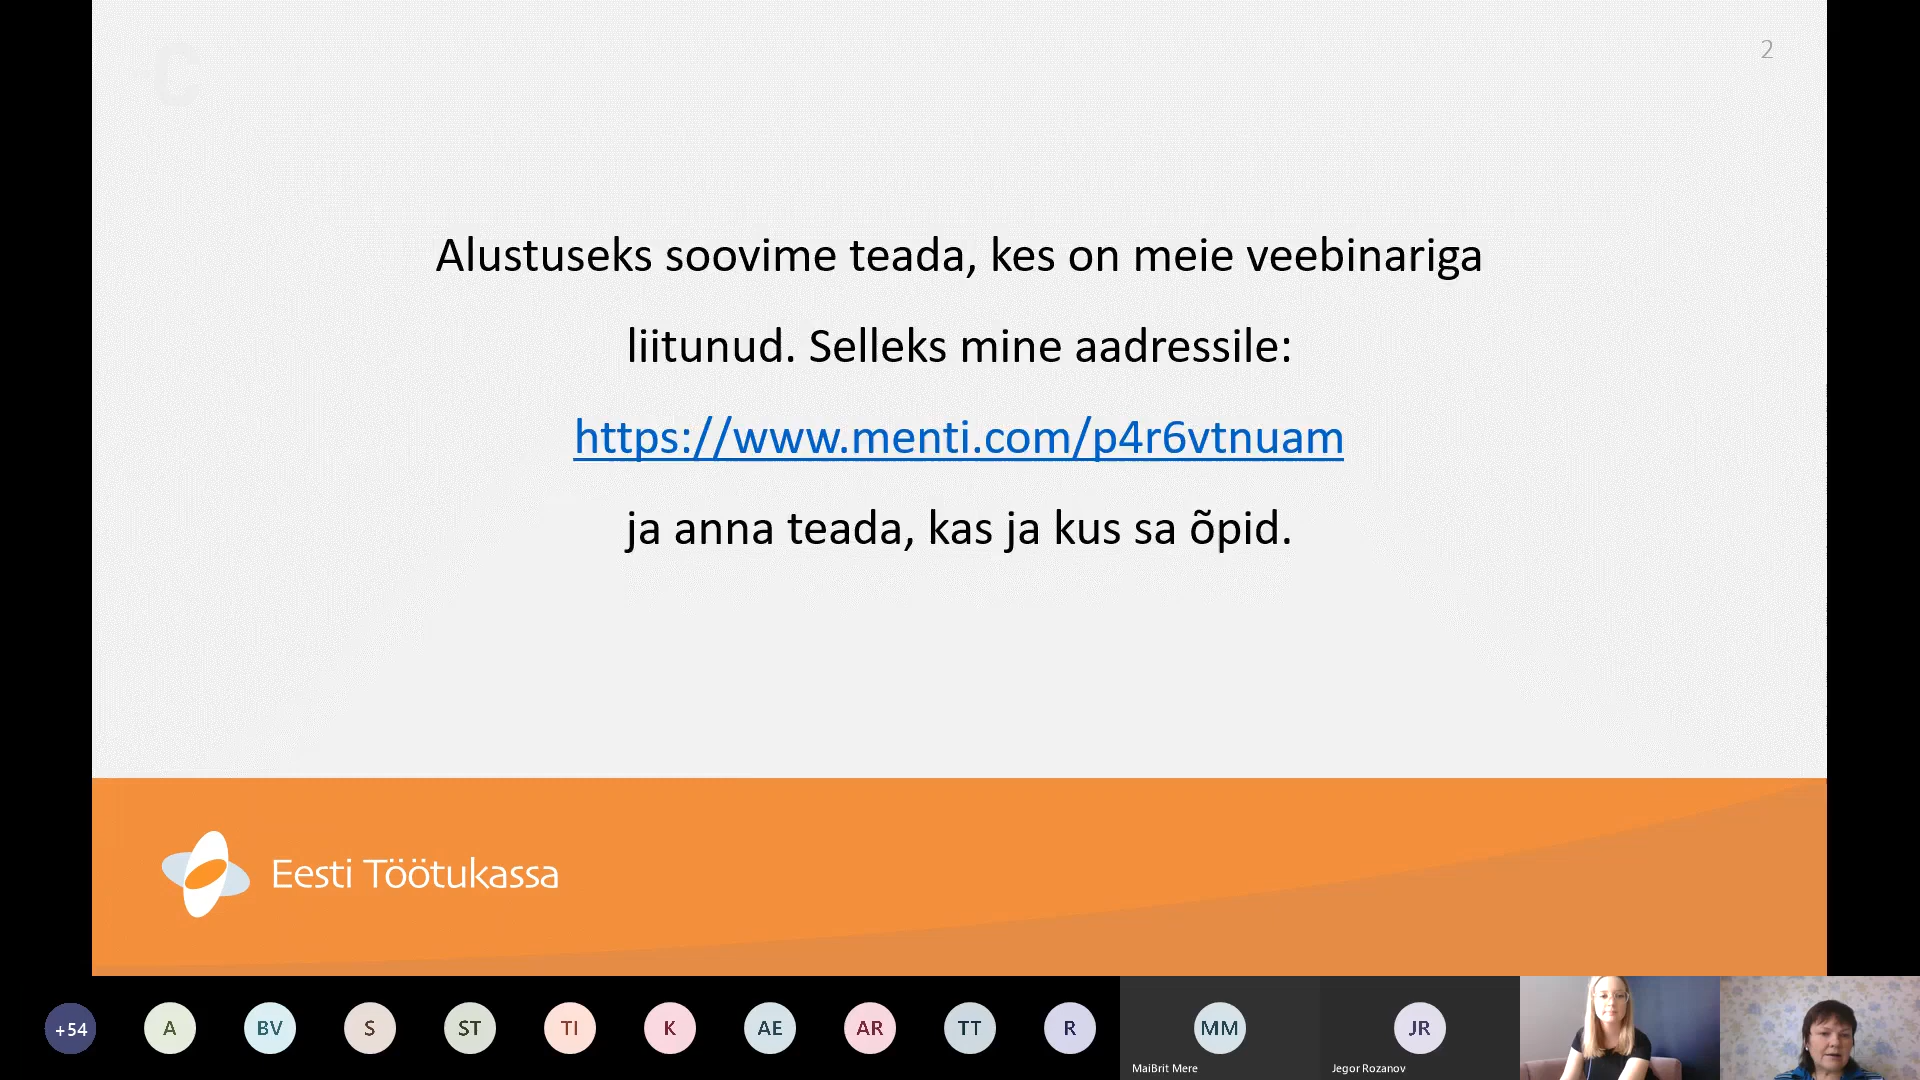 2
Alustuseks soovime teada, kes on meie veebinariga
liitunud. Selleks mine aadressile:
https://www.menti.com/p4r6vtnuam
ja anna teada, kas ja kus sa õpid.
Eesti Töötukassa
+54
A
BV
S
ST
TI
K
AE
AR
TT
R
MM
JR
MaiBrit Mere
Jegor Rozanov